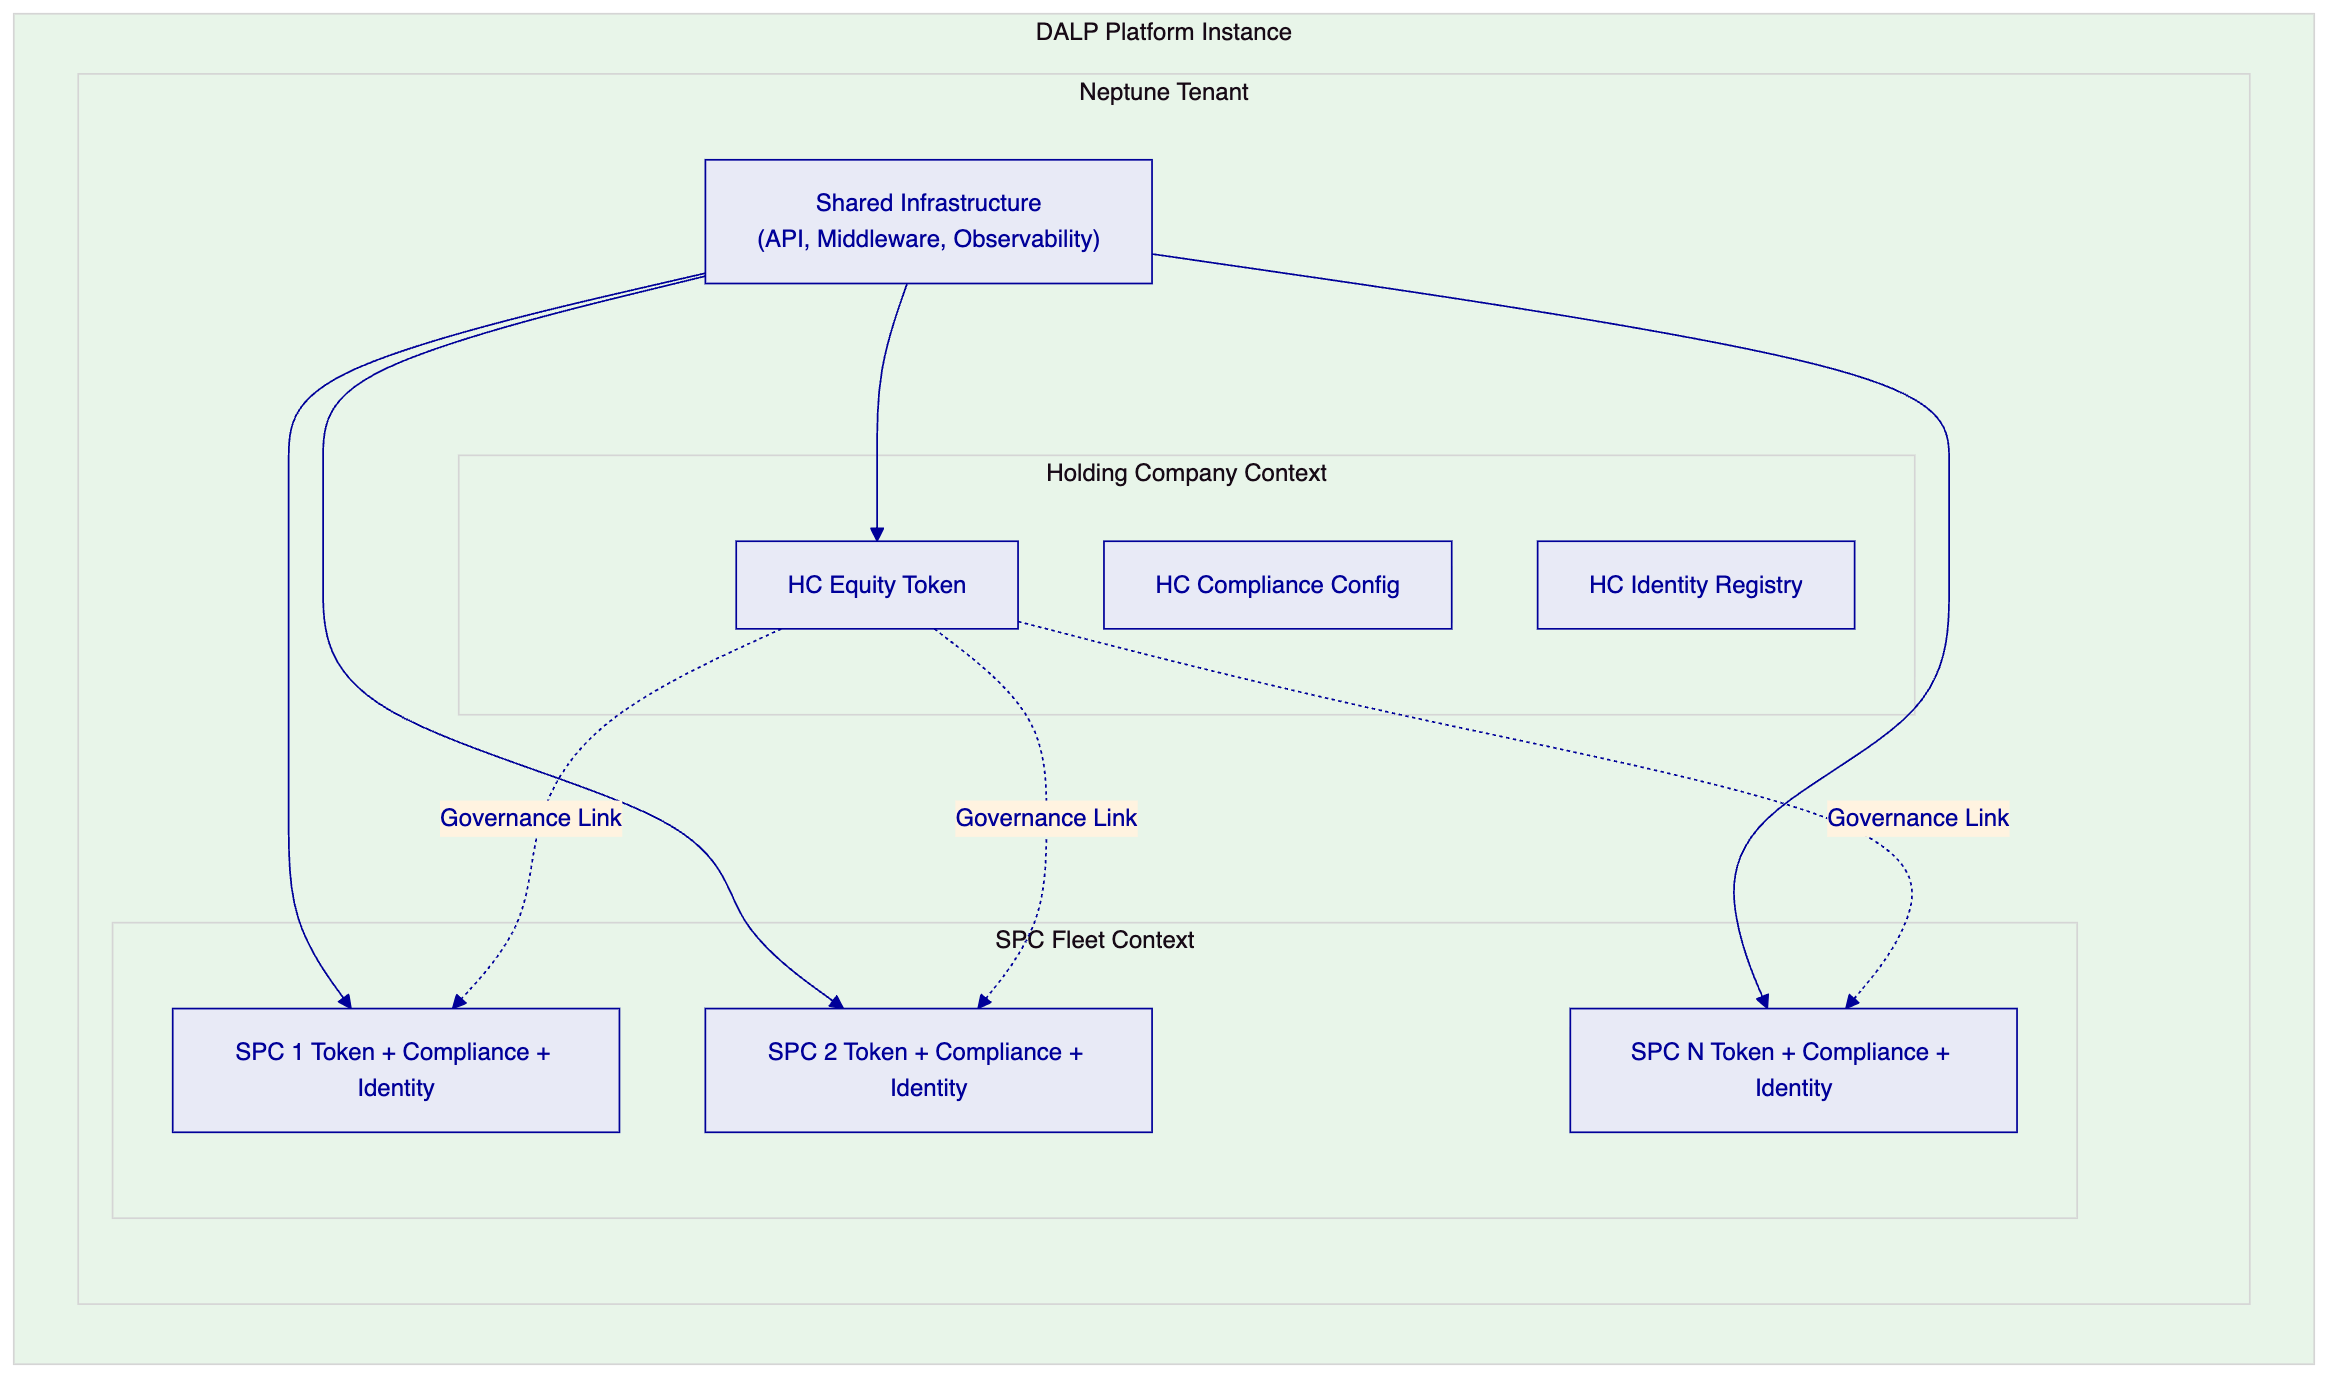 DALP Platform Instance
Neptune Tenant
Shared Infrastructure
(API, Middleware, Observability)
Holding Company Context
HC Equity Token
HC Compliance Config
HC Identity Registry
Governance Link
Governance Link
Governance Link
SPC Fleet Context
SPC 1 Token + Compliance +
Identity
SPC 2 Token + Compliance +
Identity
SPC N Token + Compliance +
Identity